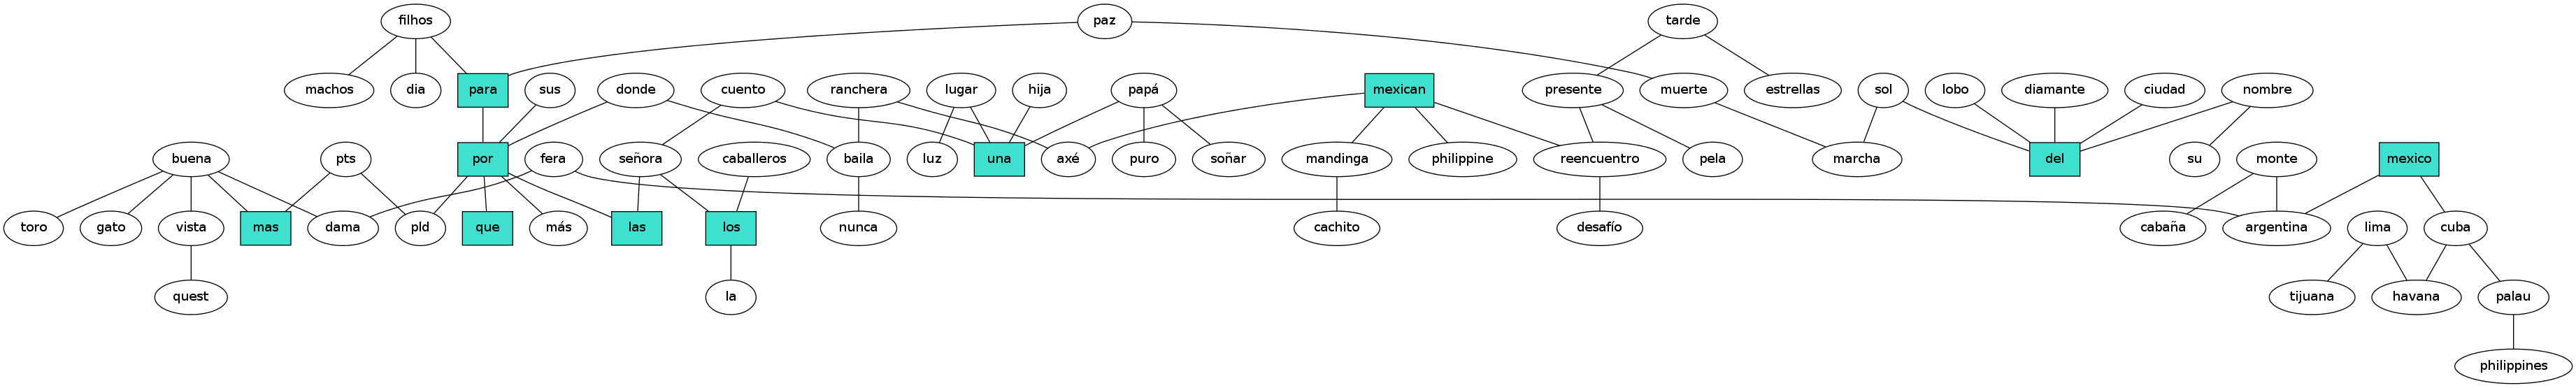 filhos paz tarde
machos dia para sus donde cuento ranchera lugar hija papá mexican presente muerte estrellas sol lobo diamante ciudad nombre
buena pts por fera señora caballeros baila luz una axé puro soñar mandinga philippine reencuentro pela marcha del su monte mexico
toro gato vista mas dama pld que más las los nunca cachito desafío cabaña argentina lima cuba
quest la tijuana havana palau
philippines